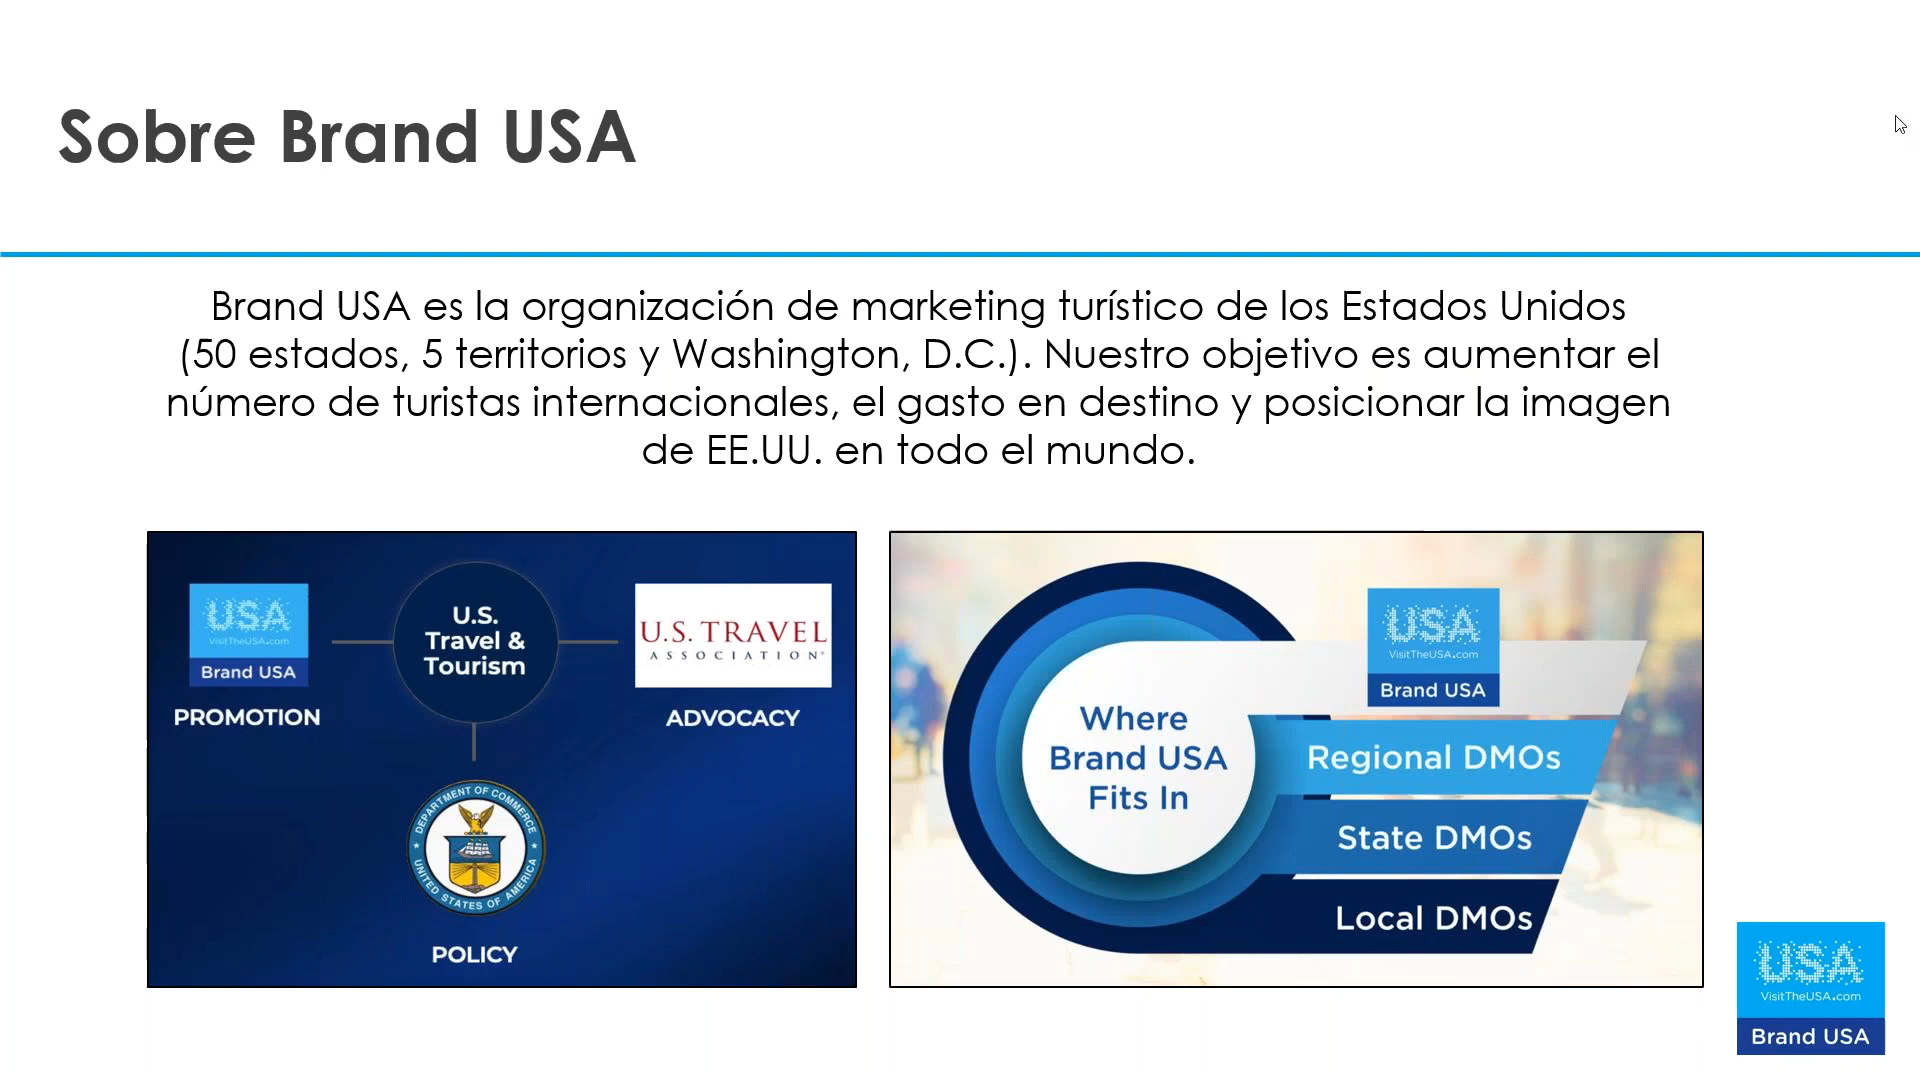 Sobre Brand USA
Brand USA es la organización de marketing turístico de los Estados Unidos
(50 estados, 5 territorios y Washington, D.C.). Nuestro objetivo es aumentar el
número de turistas internacionales, el gasto en destino y posicionar la imagen
de EE.UU. en todo el mundo.
USA
VisitTheUSA.com
Brand USA
PROMOTION
U.S.
Travel &
Tourism
U.S. TRAVEL
ASSOCIATION®
ADVOCACY
DEPARTMENT OF COMMERCE
UNITED STATES OF AMERICA
POLICY
Where
Brand USA
Fits In
USA
VisitTheUSA.com
Brand USA
Regional DMOs
State DMOs
Local DMOs
USA
VisitTheUSA.com
Brand USA